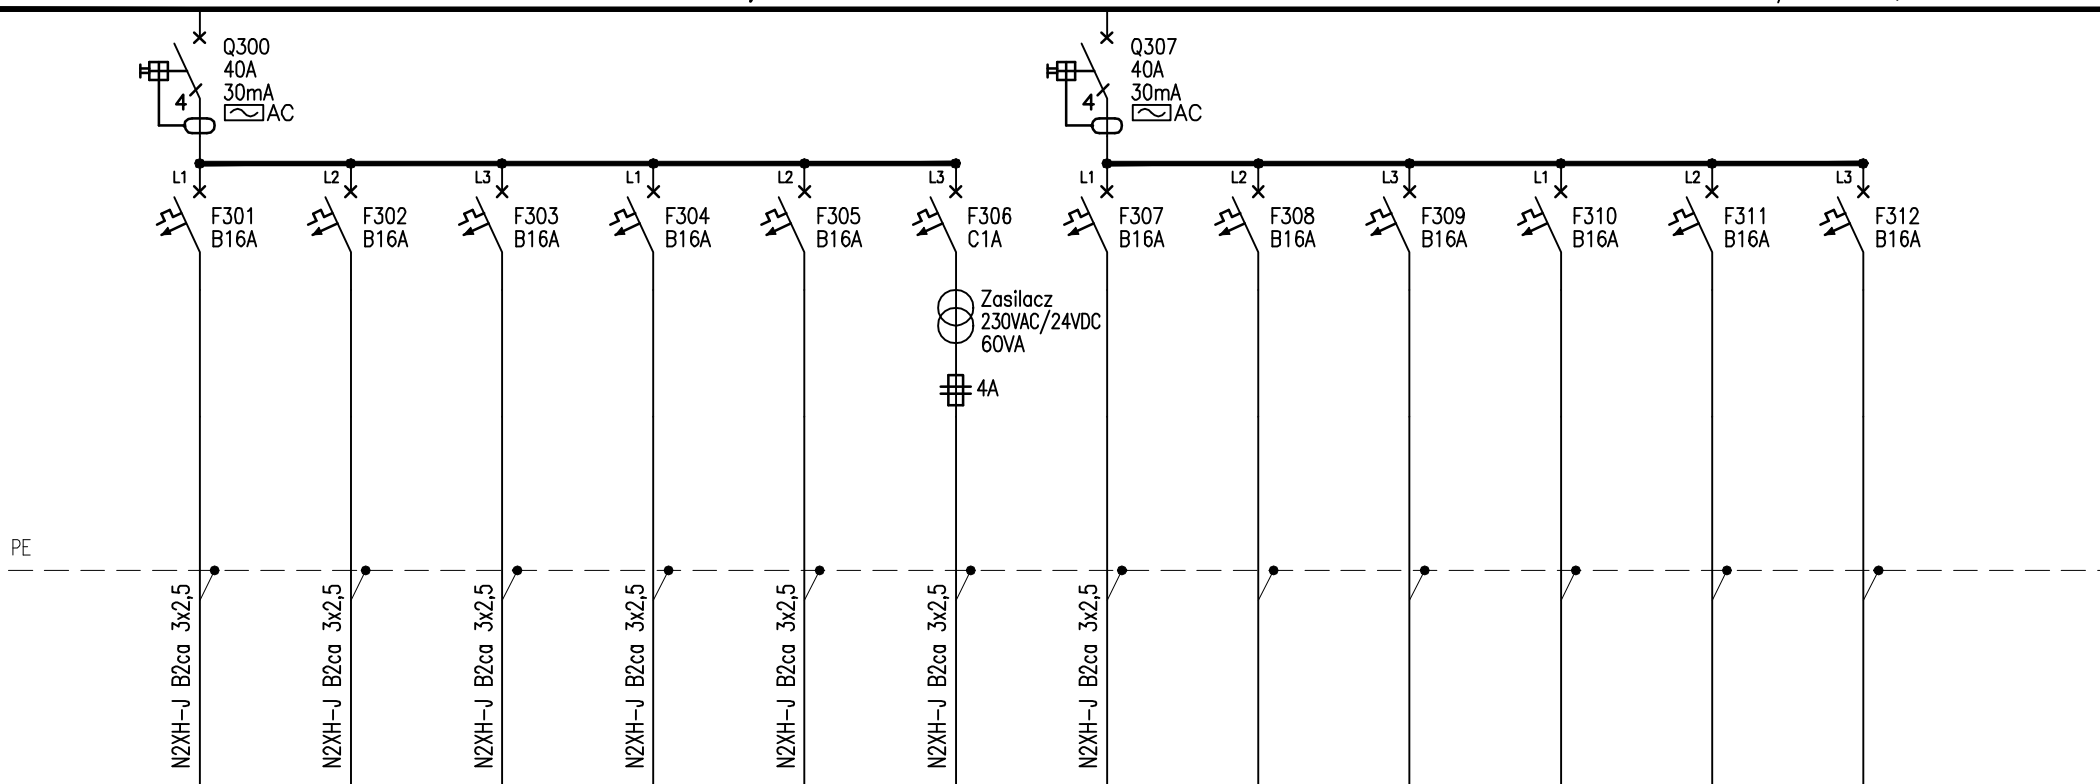 Q300
40A
30mA
AC
4
Q307
40A
30mA
AC
4
L1
L2
L3
L1
L2
L3
L1
L2
L3
L1
L2
L3
F301
B16A
F302
B16A
F303
B16A
F304
B16A
F305
B16A
F306
C1A
F307
B16A
F308
B16A
F309
B16A
F310
B16A
F311
B16A
F312
B16A
Zasilacz
230VAC/24VDC
60VA
4A
PE
N2XH-J B2ca 3x2,5
N2XH-J B2ca 3x2,5
N2XH-J B2ca 3x2,5
N2XH-J B2ca 3x2,5
N2XH-J B2ca 3x2,5
N2XH-J B2ca 3x2,5
N2XH-J B2ca 3x2,5